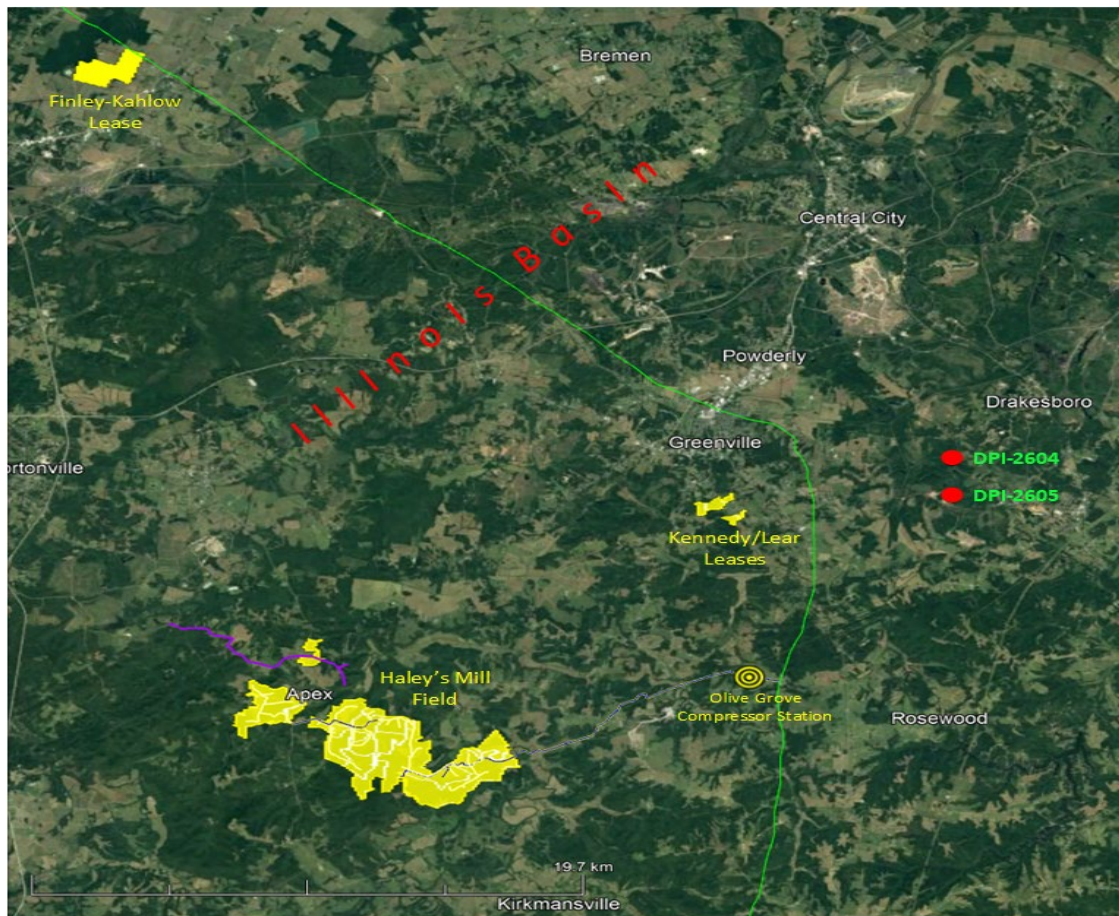 Bremen
Finley-Kahlow
Lease
Illinois Basin
Central City
Powderly
Drakesboro
Greenville
ortonville
DPI-2604
DPI-2605
Kennedy/Lear
Leases
Haley's Mill
Field
Apex
Olive Grove
Compressor Station
Rosewood
19.7 km
Kirkmansville